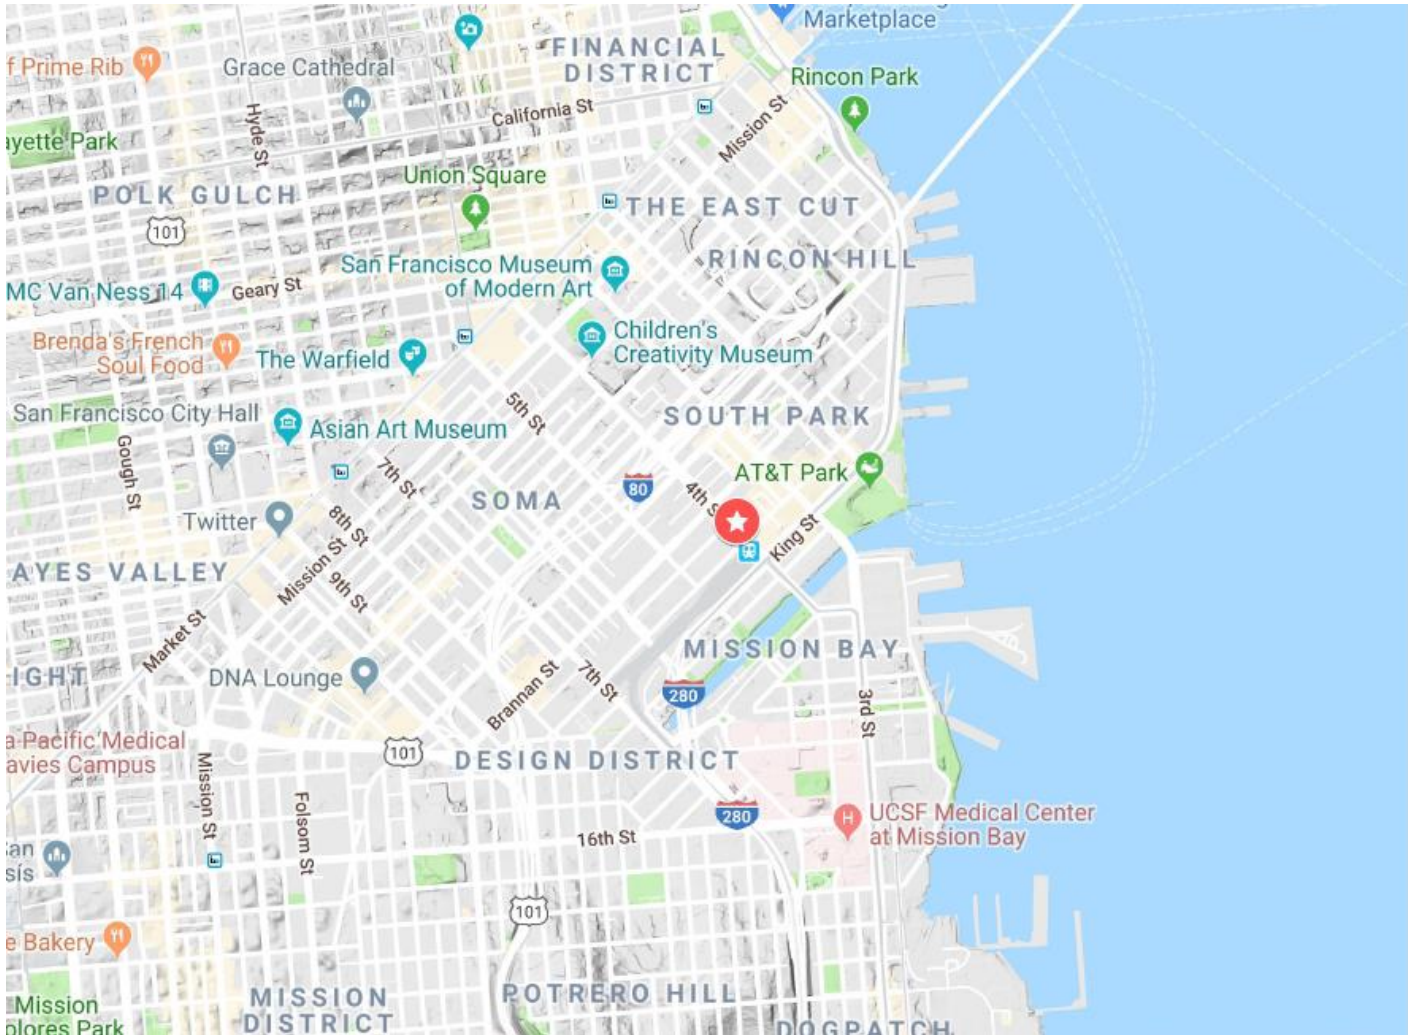 Marketplace
FINANCIAL
DISTRICT
f Prime Rib
Grace Cathedral
Rincon Park
California St
Hyde St
Mission St
ayette Park
Union Square
POLK GULCH
THE EAST CUT
101
RINCON HILL
San Francisco Museum
of Modern Art
MC Van Ness 14
Geary St
Children's
Creativity Museum
Brenda's French
Soul Food
The Warfield
5th St
San Francisco City Hall
Asian Art Museum
SOUTH PARK
Gough St
7th St
AT&T Park
80
4th S
SOMA
Twitter
8th St
King St
Mission St
9th St
AYES VALLEY
Market St
MISSION BAY
IGHT
DNA Lounge
Brannan St
7th St
280
3rd St
a Pacific Medical
avies Campus
101
DESIGN DISTRICT
Mission St
Folsom St
280
UCSF Medical Center
at Mission Bay
H
16th St
an
sís
101
e Bakery
Mission
olores Park
MISSION
DISTRICT
POTRERO HILL
DOGPATCH